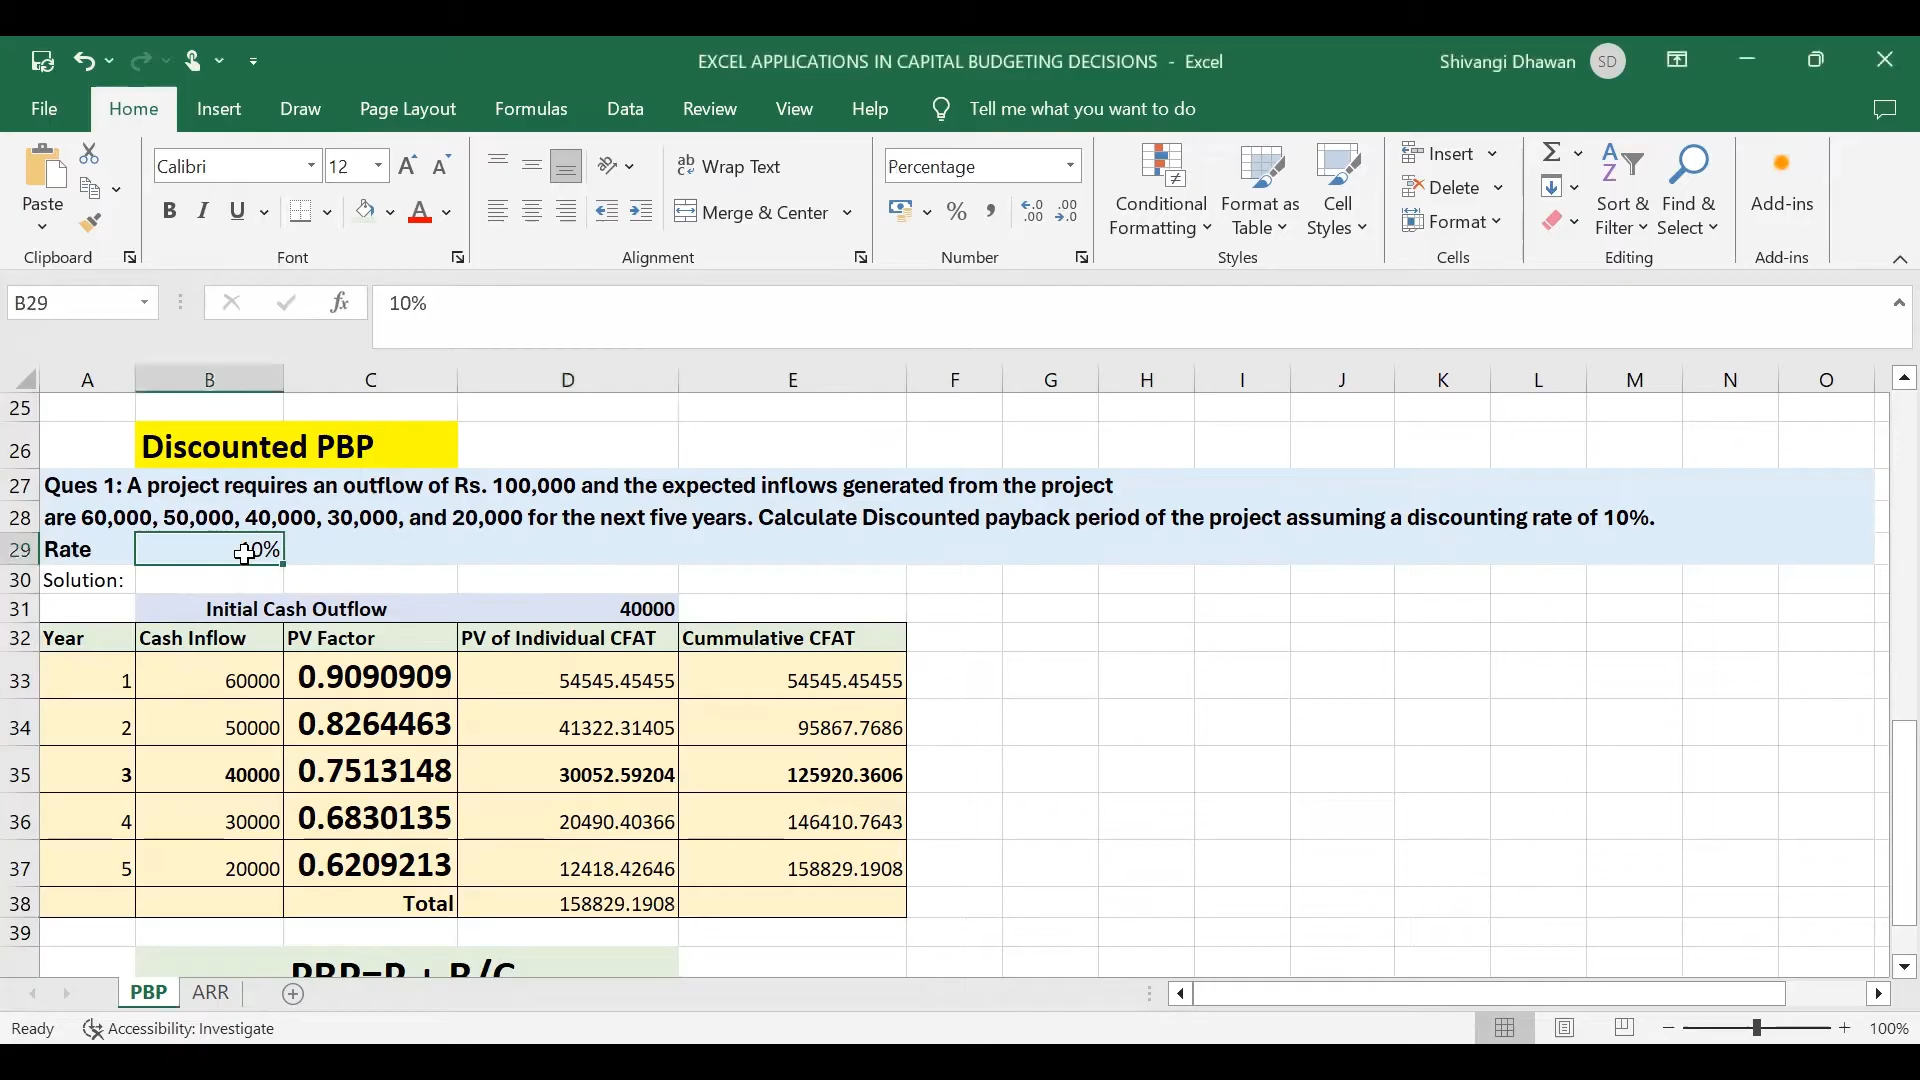 EXCEL APPLICATIONS IN CAPITAL BUDGETING DECISIONS - Excel
Shivangi Dhawan SD
File Home Insert Draw Page Layout Formulas Data Review View Help Tell me what you want to do
Paste
Clipboard
Calibri 12
B I U
Font
Wrap Text
Merge & Center
Alignment
Percentage
Number
Conditional Formatting
Format as Table
Cell Styles
Styles
Insert
Delete
Format
Cells
Sort & Filter
Find & Select
Editing
Add-ins
Add-ins
B29 fx 10%
A B C D E F G H I J K L M N O
25
26 Discounted PBP
27 Ques 1: A project requires an outflow of Rs. 100,000 and the expected inflows generated from the project
28 are 60,000, 50,000, 40,000, 30,000, and 20,000 for the next five years. Calculate Discounted payback period of the project assuming a discounting rate of 10%.
29 Rate 10%
30 Solution:
31 Initial Cash Outflow 40000
32 Year Cash Inflow PV Factor PV of Individual CFAT Cummulative CFAT
33 1 60000 0.9090909 54545.45455 54545.45455
34 2 50000 0.8264463 41322.31405 95867.7686
35 3 40000 0.7513148 30052.59204 125920.3606
36 4 30000 0.6830135 20490.40366 146410.7643
37 5 20000 0.6209213 12418.42646 158829.1908
38 Total 158829.1908
39
PBP=P + B/C
PBP ARR
Ready Accessibility: Investigate 100%